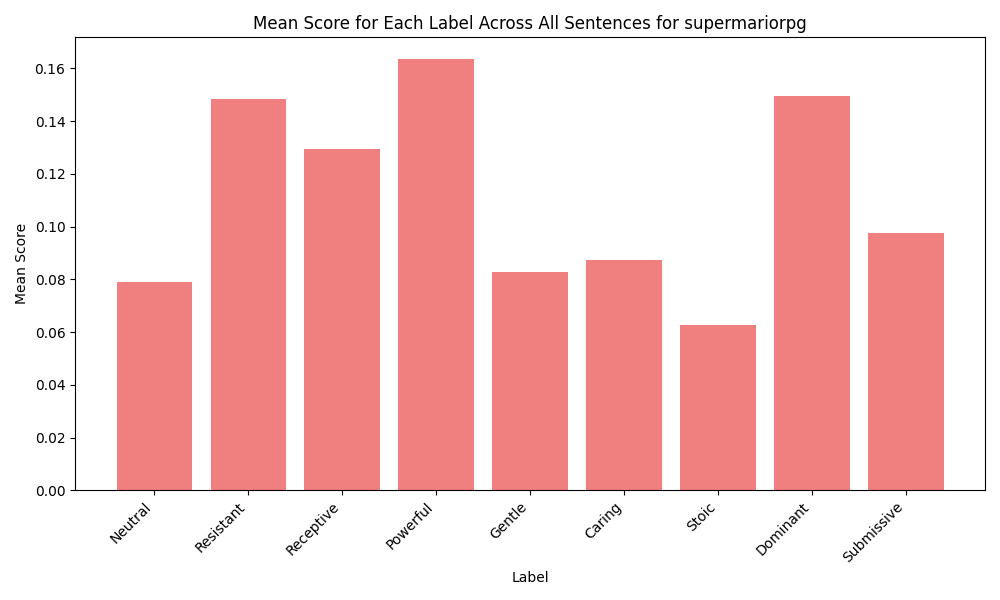 Mean Score for Each Label Across All Sentences for supermariorpg
0.16
0.14
0.12
0.10
0.08
0.06
0.04
0.02
0.00
Mean Score
Neutral
Resistant
Receptive
Powerful
Gentle
Caring
Stoic
Dominant
Submissive
Label